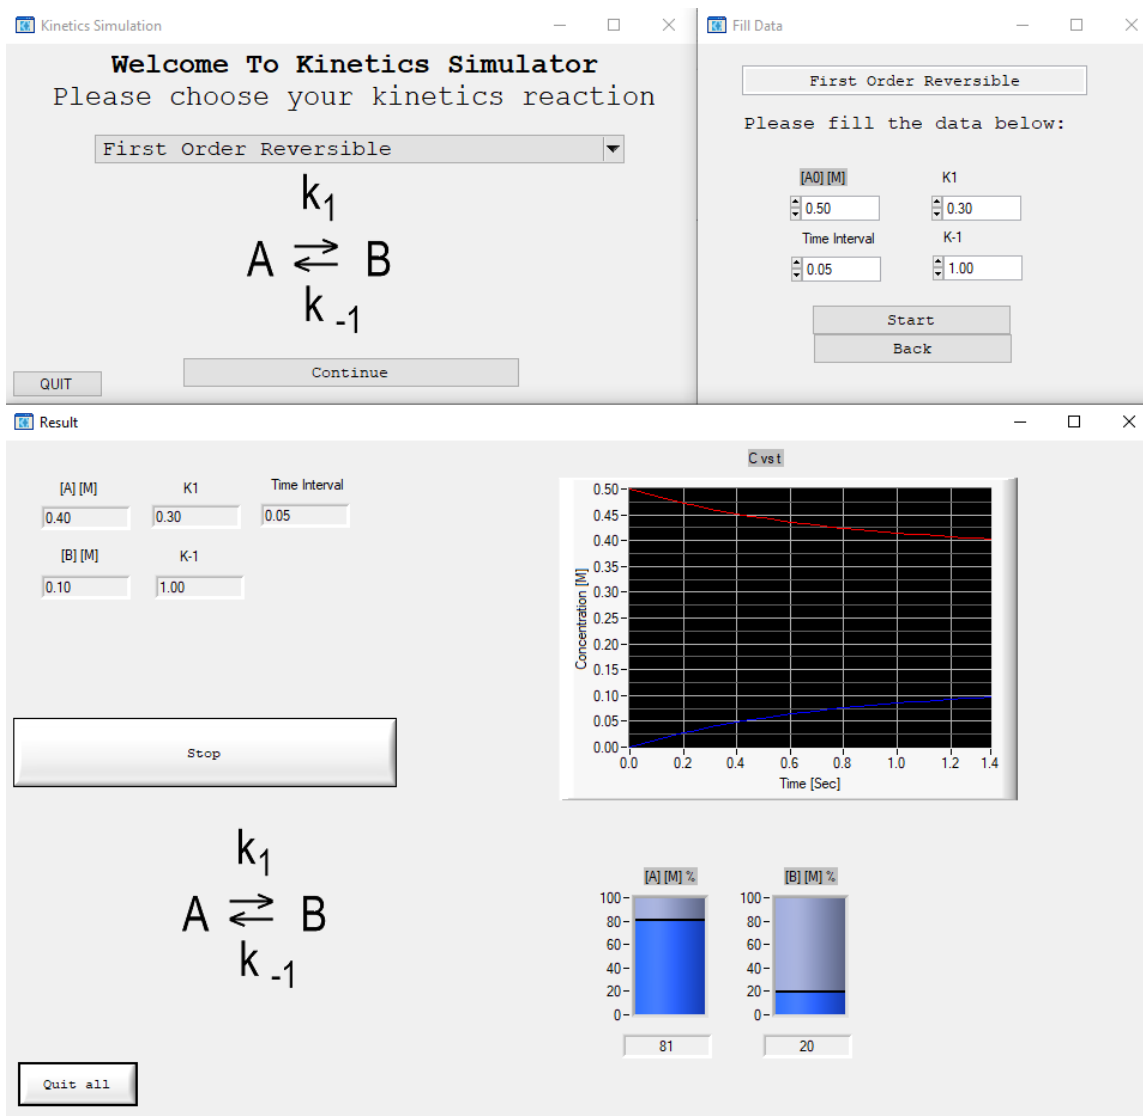 Kinetics Simulation
Welcome To Kinetics Simulator
Please choose your kinetics reaction
First Order Reversible
k1
A ⇄ B
k -1
Continue
QUIT
Fill Data
First Order Reversible
Please fill the data below:
[A0] [M] K1
0.50 0.30
Time Interval K-1
0.05 1.00
Start
Back
Result
[A] [M] K1 Time Interval
0.40 0.30 0.05
[B] [M] K-1
0.10 1.00
Stop
k1
A ⇄ B
k -1
Quit all
C vs t
Concentration [M]
0.50
0.45
0.40
0.35
0.30
0.25
0.20
0.15
0.10
0.05
0.00
0.0 0.2 0.4 0.6 0.8 1.0 1.2 1.4
Time [Sec]
[A] [M] %
100
80
60
40
20
0
81
[B] [M] %
100
80
60
40
20
0
20